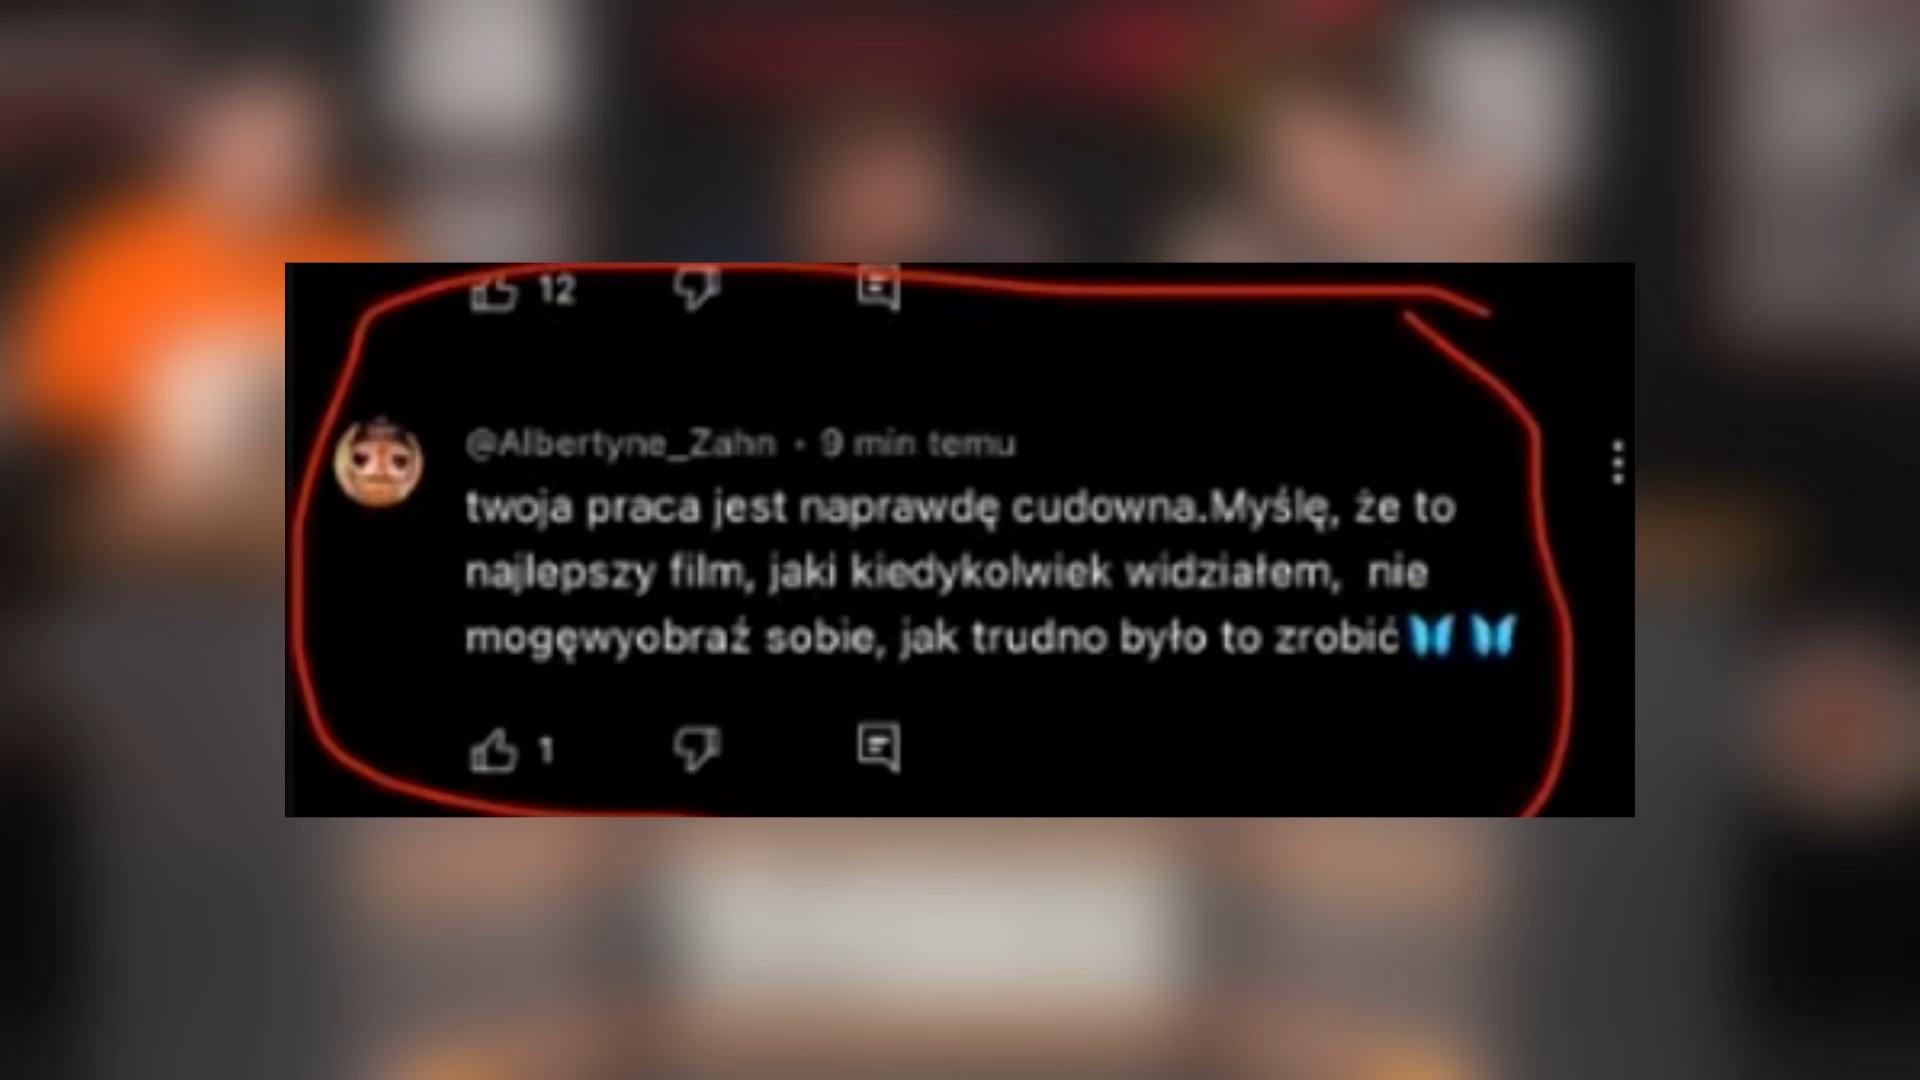 12
@Albertyne_Zahn · 9 min temu
twoja praca jest naprawdę cudowna.Myślę, że to
najlepszy film, jaki kiedykolwiek widziałem,  nie
mogęwyobraź sobie, jak trudno było to zrobić🦋🦋
1